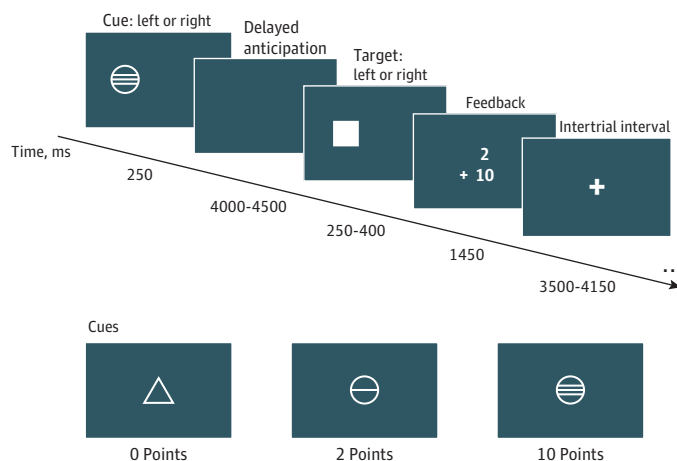 Cue: left or right
Delayed
anticipation
Target:
left or right
Feedback
Intertrial interval
2
+ 10
+
Time, ms
250
4000-4500
250-400
1450
3500-4150
..
Cues
0 Points
2 Points
10 Points